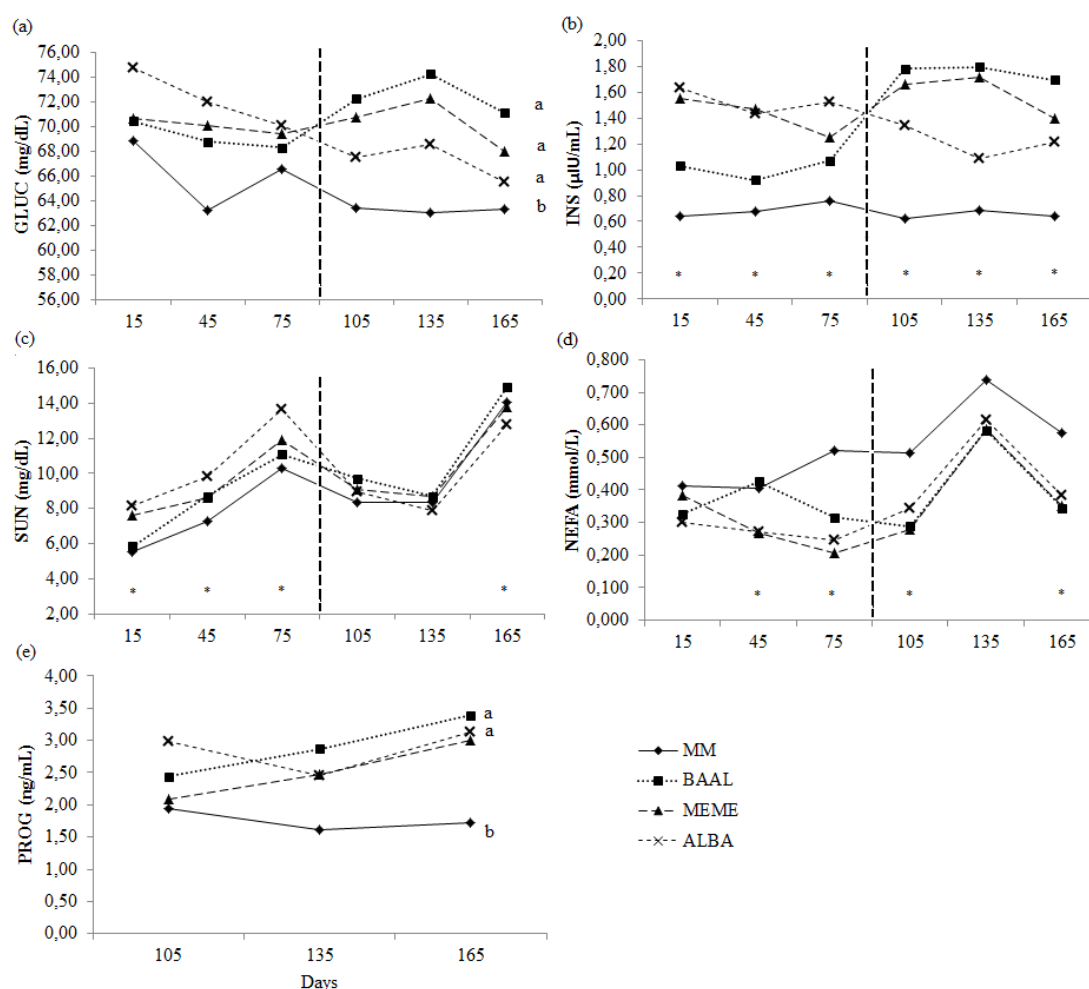 (a)
76,00
74,00
72,00
70,00
68,00
66,00
64,00
62,00
60,00
58,00
56,00
GLUC (mg/dL)
a
a
a
b
15 45 75 105 135 165
(b)
2,00
1,80
1,60
1,40
1,20
1,00
0,80
0,60
0,40
0,20
0,00
INS (µIU/mL)
* * * * * *
15 45 75 105 135 165
(c)
16,00
14,00
12,00
10,00
8,00
6,00
4,00
2,00
SUN (mg/dL)
* * * *
15 45 75 105 135 165
(d)
0,800
0,700
0,600
0,500
0,400
0,300
0,200
0,100
0,000
NEFA (mmol/L)
* * * *
15 45 75 105 135 165
(e)
4,00
3,50
3,00
2,50
2,00
1,50
1,00
0,50
0,00
PROG (ng/mL)
a
a
b
105 135 165
Days
MM
BAAL
MEME
ALBA